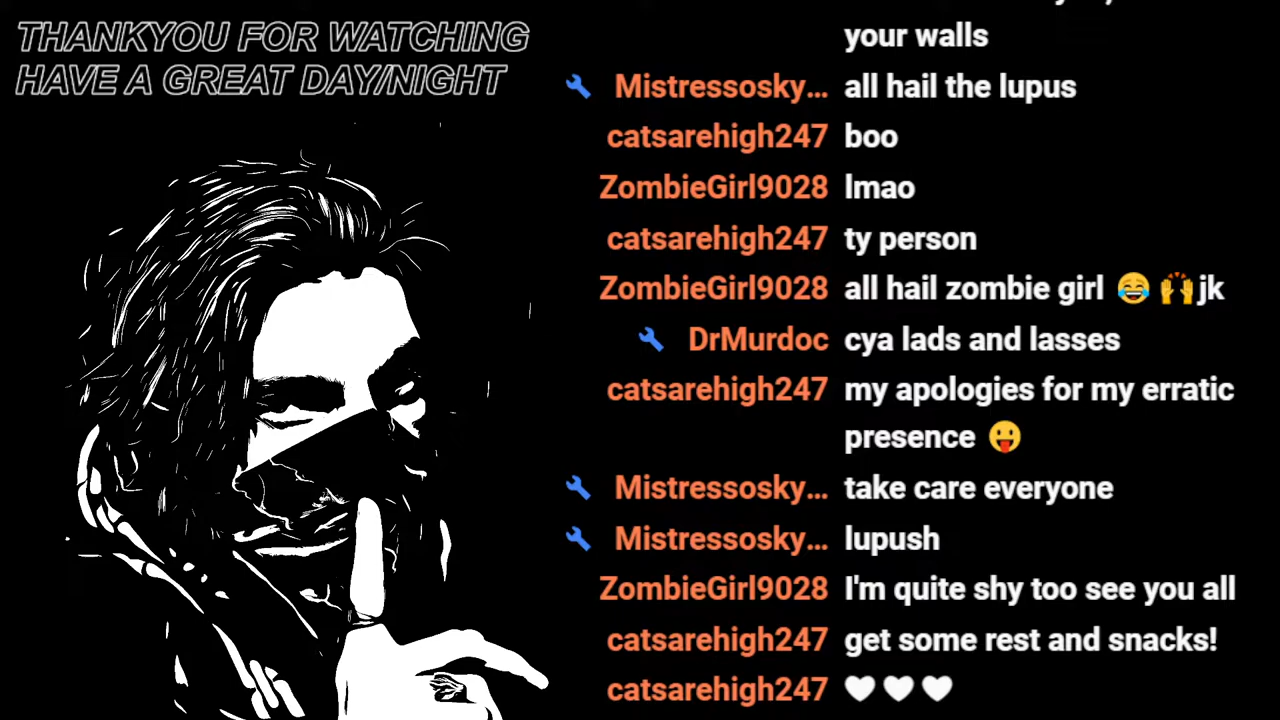 THANKYOU FOR WATCHING
HAVE A GREAT DAY/NIGHT
your walls
Mistressosky... all hail the lupus
catsarehigh247 boo
ZombieGirl9028 lmao
catsarehigh247 ty person
ZombieGirl9028 all hail zombie girl 😂 🙌 jk
DrMurdoc cya lads and lasses
catsarehigh247 my apologies for my erratic
presence 😛
Mistressosky... take care everyone
Mistressosky... lupush
ZombieGirl9028 I'm quite shy too see you all
catsarehigh247 get some rest and snacks!
catsarehigh247 🤍 🤍 🤍